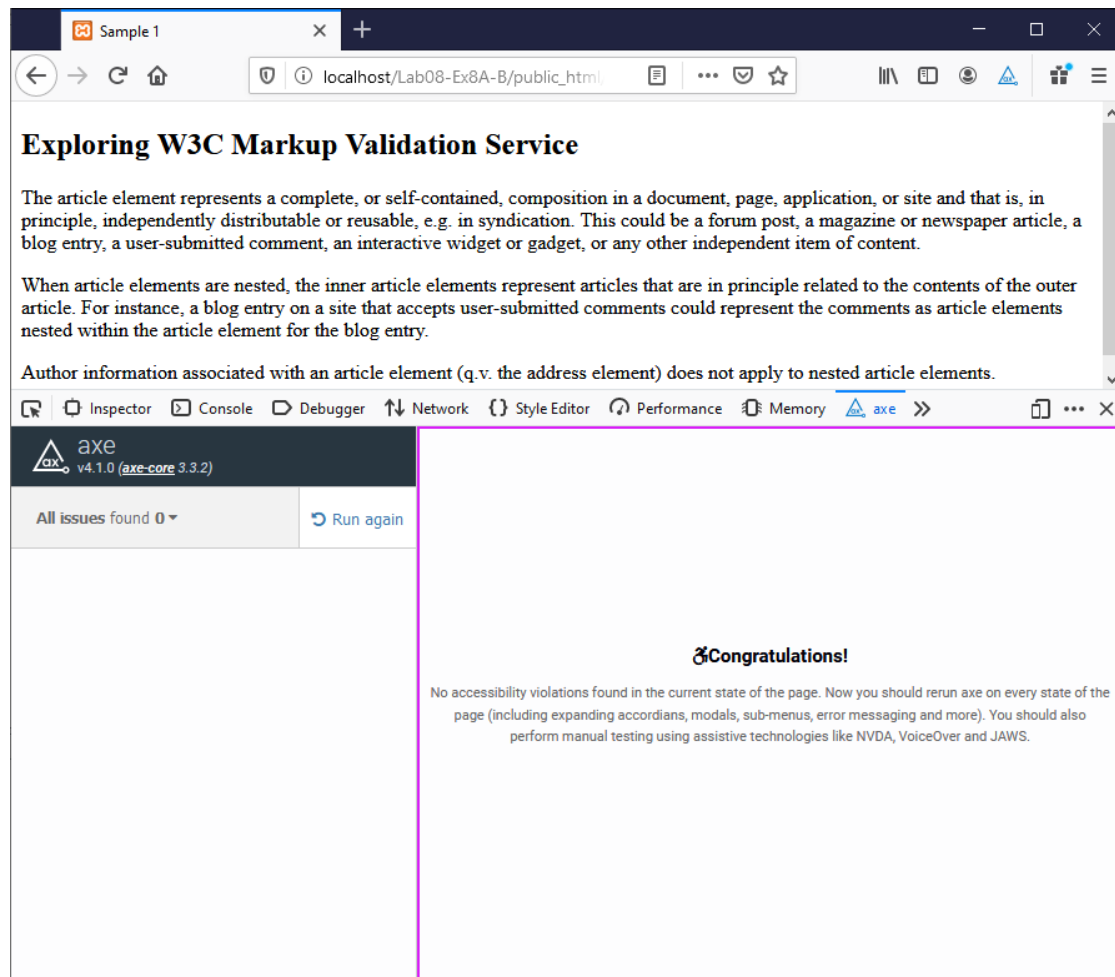 Sample 1
localhost/Lab08-Ex8A-B/public_html/
Exploring W3C Markup Validation Service
The article element represents a complete, or self-contained, composition in a document, page, application, or site and that is, in
principle, independently distributable or reusable, e.g. in syndication. This could be a forum post, a magazine or newspaper article, a
blog entry, a user-submitted comment, an interactive widget or gadget, or any other independent item of content.
When article elements are nested, the inner article elements represent articles that are in principle related to the contents of the outer
article. For instance, a blog entry on a site that accepts user-submitted comments could represent the comments as article elements
nested within the article element for the blog entry.
Author information associated with an article element (q.v. the address element) does not apply to nested article elements.
Inspector Console Debugger Network {} Style Editor Performance Memory axe
axe
v4.1.0 (axe-core 3.3.2)
All issues found 0
Run again
Congratulations!
No accessibility violations found in the current state of the page. Now you should rerun axe on every state of the
page (including expanding accordians, modals, sub-menus, error messaging and more). You should also
perform manual testing using assistive technologies like NVDA, VoiceOver and JAWS.